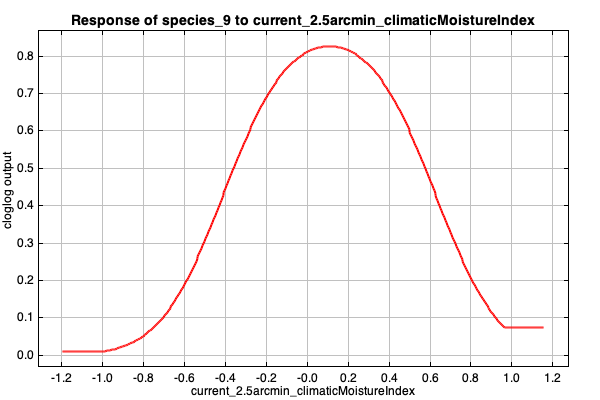 Response of species_9 to current_2.5arcmin_climaticMoistureIndex
cloglog output
0.8
0.7
0.6
0.5
0.4
0.3
0.2
0.1
0.0
-1.2 -1.0 -0.8 -0.6 -0.4 -0.2 -0.0 0.2 0.4 0.6 0.8 1.0 1.2
current_2.5arcmin_climaticMoistureIndex